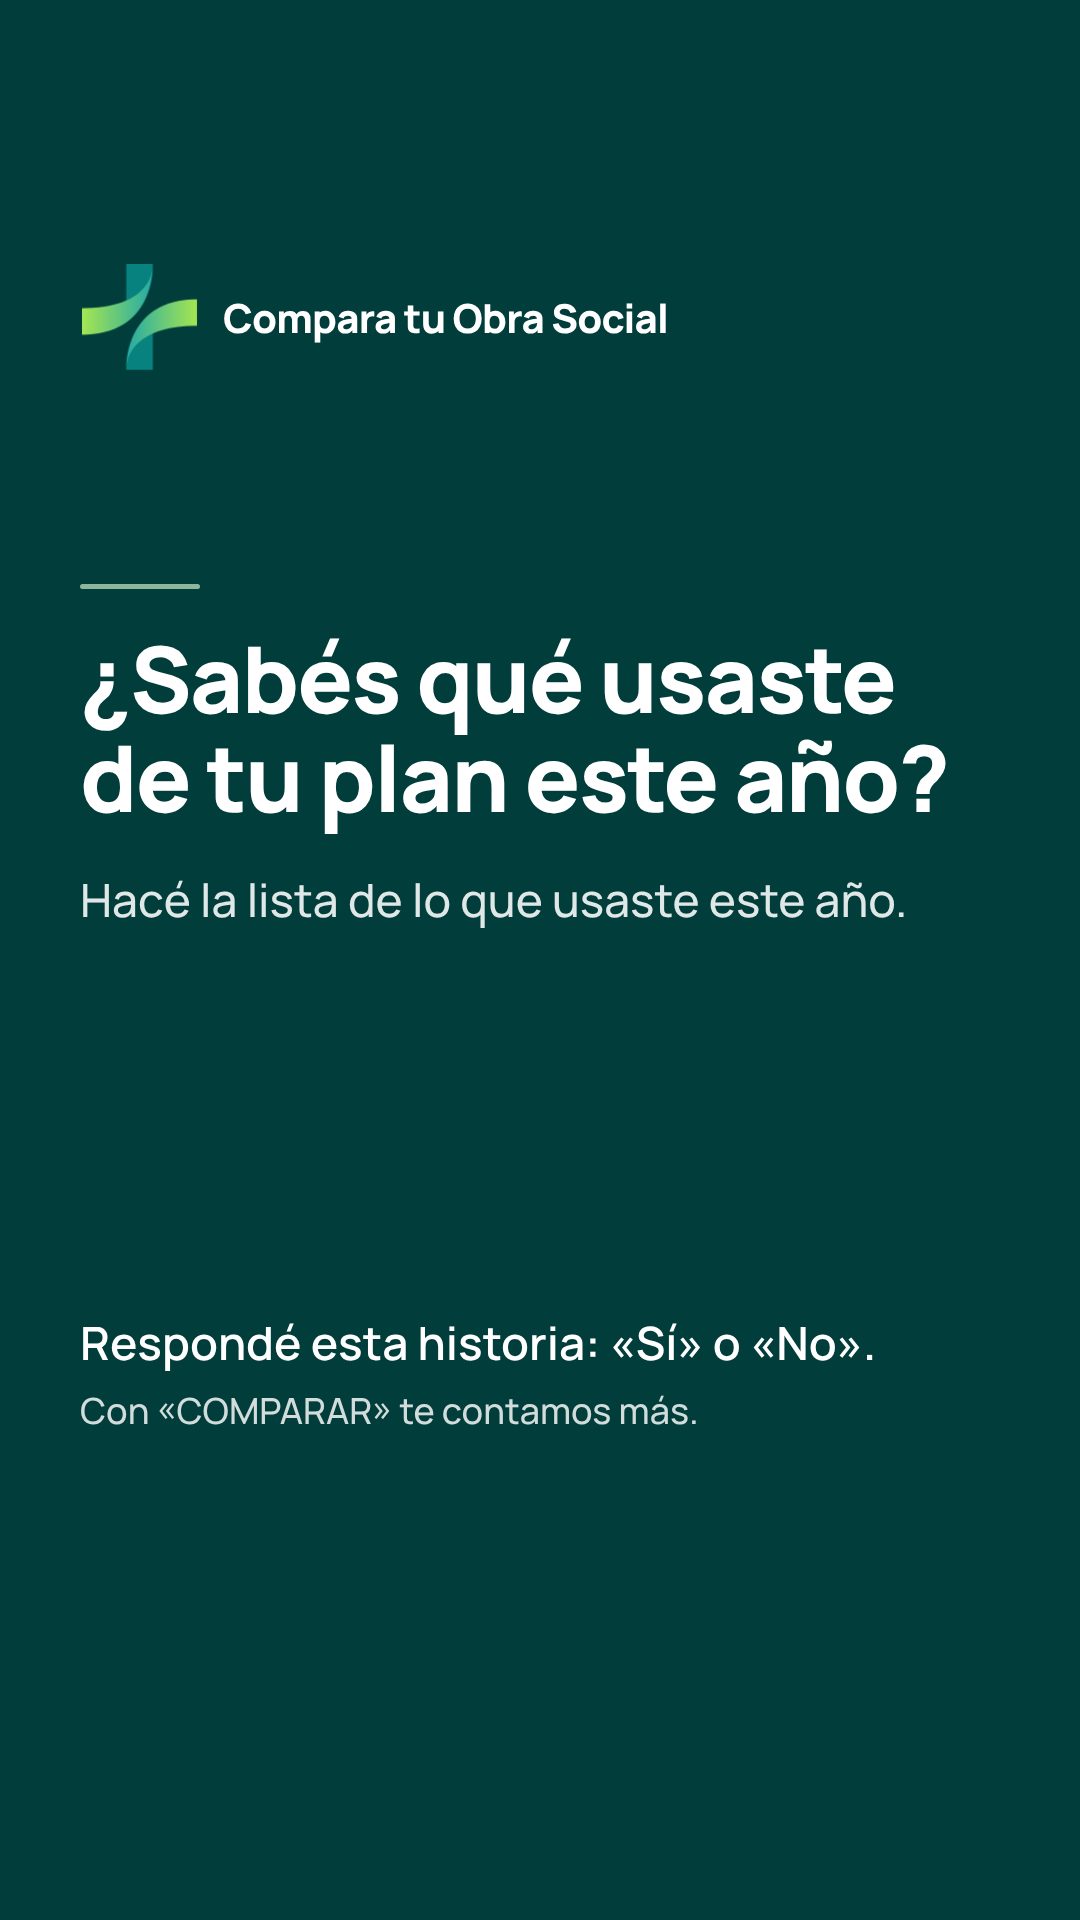 Compara tu Obra Social
¿Sabés qué usaste
de tu plan este año?
Hacé la lista de lo que usaste este año.
Respondé esta historia: «Sí» o «No».
Con «COMPARAR» te contamos más.